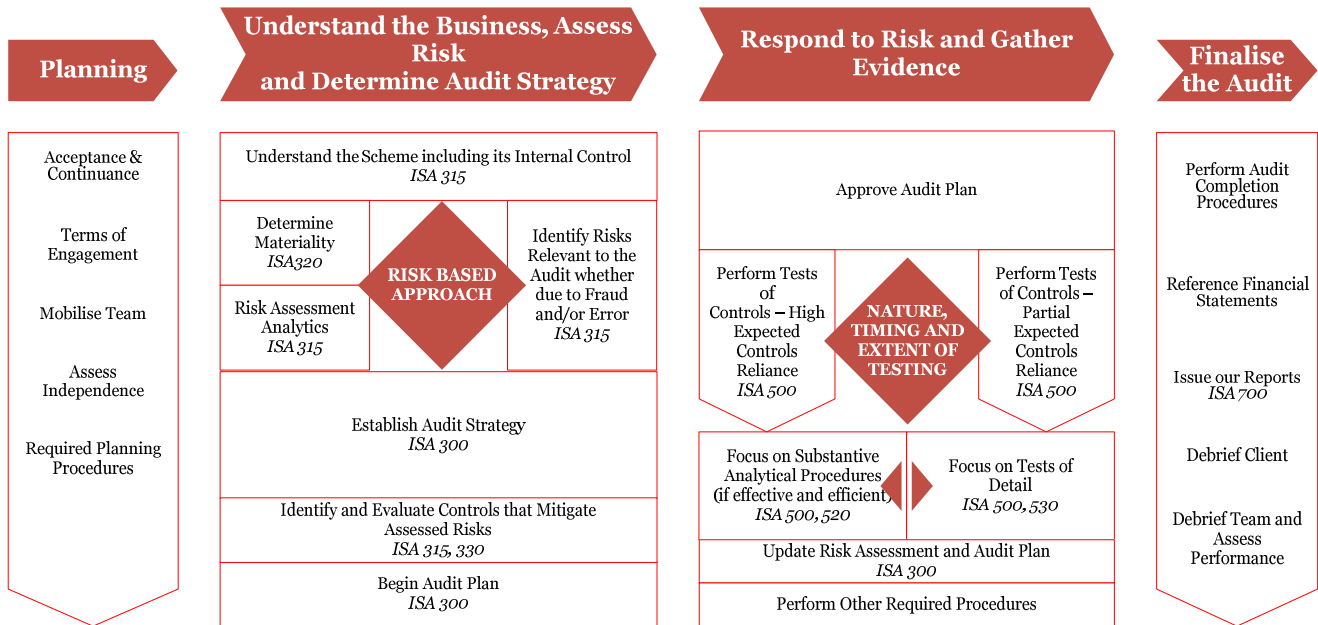 Planning
Acceptance &
Continuance
Terms of
Engagement
Mobilise Team
Assess
Independence
Required Planning
Procedures
Understand the Business, Assess
Risk
and Determine Audit Strategy
Understand the Scheme including its Internal Control
ISA 315
Determine
Materiality
ISA320
Risk Assessment
Analytics
ISA 315
RISK BASED
APPROACH
Identify Risks
Relevant to the
Audit whether
due to Fraud
and/or Error
ISA 315
Establish Audit Strategy
ISA 300
Identify and Evaluate Controls that Mitigate
Assessed Risks
ISA 315, 330
Begin Audit Plan
ISA 300
Respond to Risk and Gather
Evidence
Approve Audit Plan
Perform Tests
of
Controls – High
Expected
Controls
Reliance
ISA 500
NATURE,
TIMING AND
EXTENT OF
TESTING
Perform Tests
of Controls –
Partial
Expected
Controls
Reliance
ISA 500
Focus on Substantive
Analytical Procedures
(if effective and efficient)
ISA 500, 520
Focus on Tests of
Detail
ISA 500, 530
Update Risk Assessment and Audit Plan
ISA 300
Perform Other Required Procedures
Finalise
the Audit
Perform Audit
Completion
Procedures
Reference Financial
Statements
Issue our Reports
ISA 700
Debrief Client
Debrief Team and
Assess
Performance